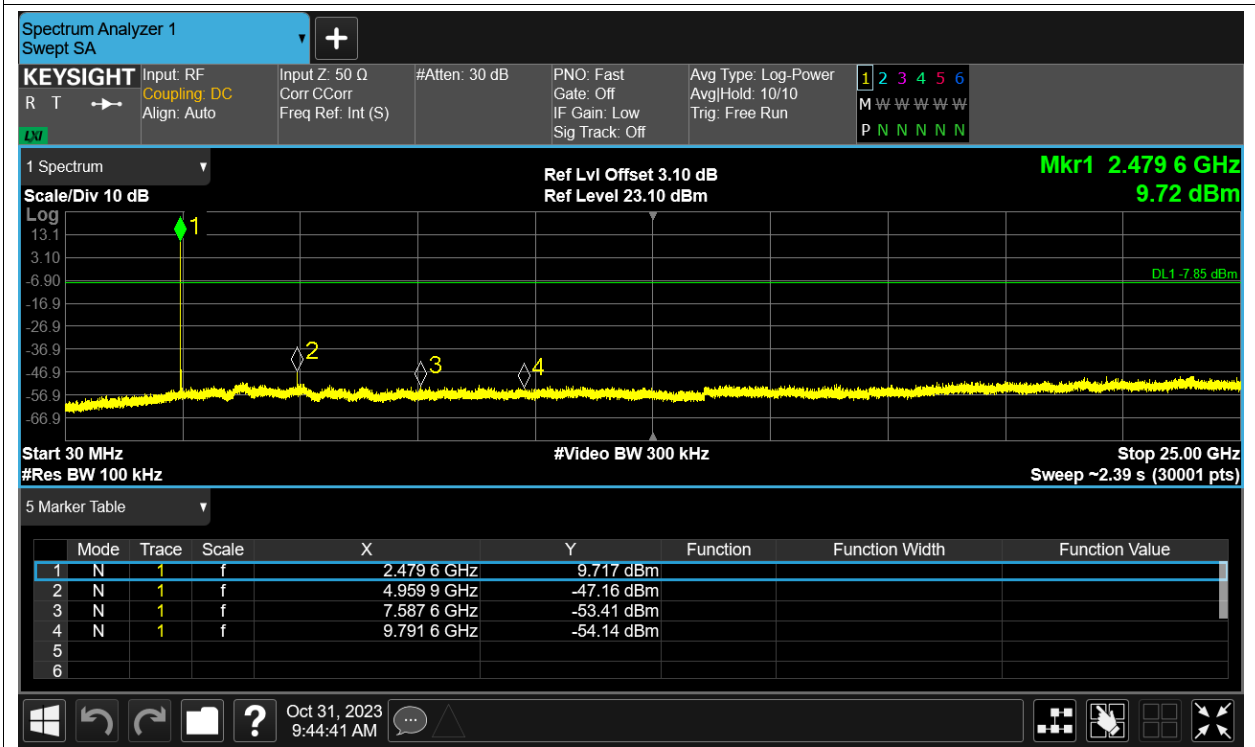 Spectrum Analyzer 1
Swept SA
KEYSIGHT Input: RF Input Z: 50 Ω #Atten: 30 dB PNO: Fast Avg Type: Log-Power 1 2 3 4 5 6
R T Coupling: DC Corr CCorr Gate: Off Avg|Hold: 10/10 M W W W W W
Align: Auto Freq Ref: Int (S) IF Gain: Low Trig: Free Run
LXI Sig Track: Off P N N N N N
1 Spectrum Ref Lvl Offset 3.10 dB Mkr1 2.479 6 GHz
Scale/Div 10 dB Ref Level 23.10 dBm 9.72 dBm
Log
1
13.1
3.10
-6.90 DL1 -7.85 dBm
-16.9
-26.9
-36.9 2
-46.9 3 4
-56.9
-66.9
Start 30 MHz #Video BW 300 kHz Stop 25.00 GHz
#Res BW 100 kHz Sweep ~2.39 s (30001 pts)
5 Marker Table
Mode Trace Scale X Y Function Function Width Function Value
1 N 1 f 2.479 6 GHz 9.717 dBm
2 N 1 f 4.959 9 GHz -47.16 dBm
3 N 1 f 7.587 6 GHz -53.41 dBm
4 N 1 f 9.791 6 GHz -54.14 dBm
5
6
? Oct 31, 2023
9:44:41 AM